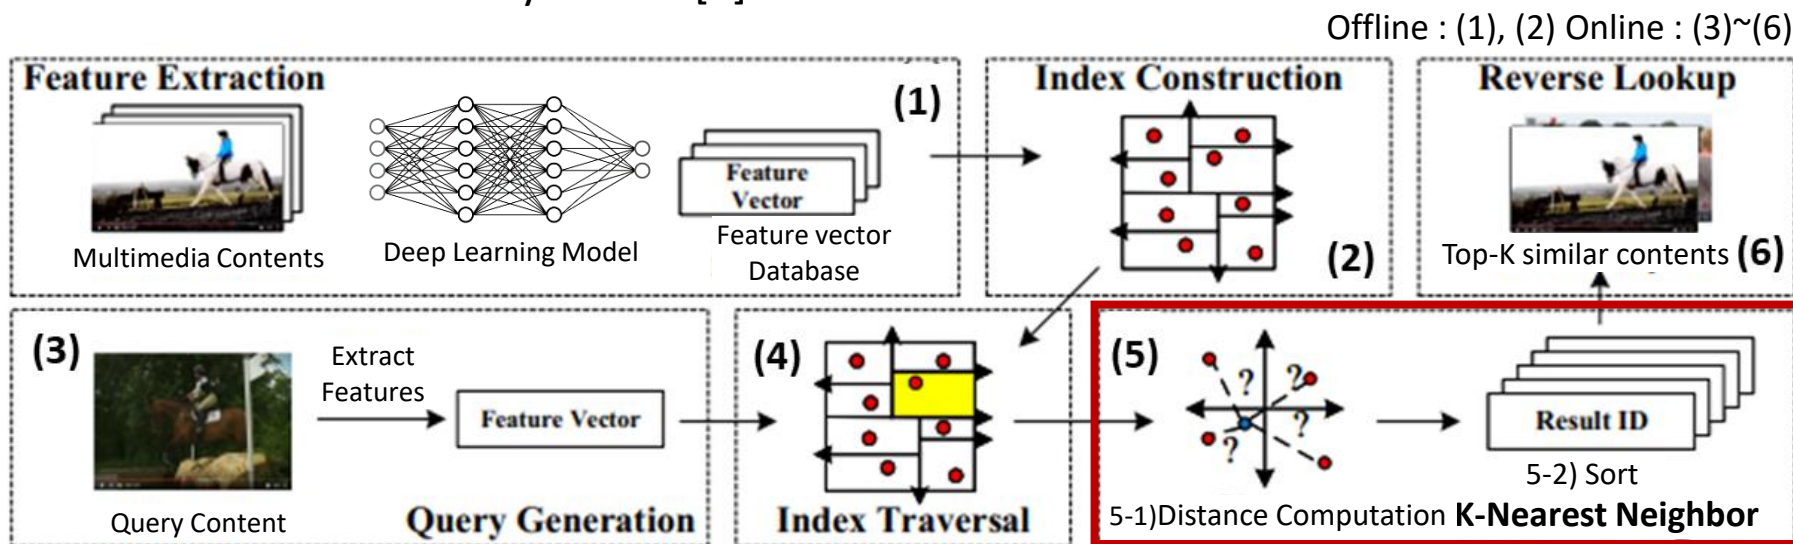 Offline : (1), (2) Online : (3)~(6)
Feature Extraction
(1)
Feature
Vector
Multimedia Contents
Deep Learning Model
Feature vector
Database
Index Construction
(2)
Reverse Lookup
Top-K similar contents (6)
(3)
Extract
Features
Feature Vector
Query Content
Query Generation
(4)
Index Traversal
(5)
?
?
?
?
Result ID
5-2) Sort
5-1)Distance Computation K-Nearest Neighbor